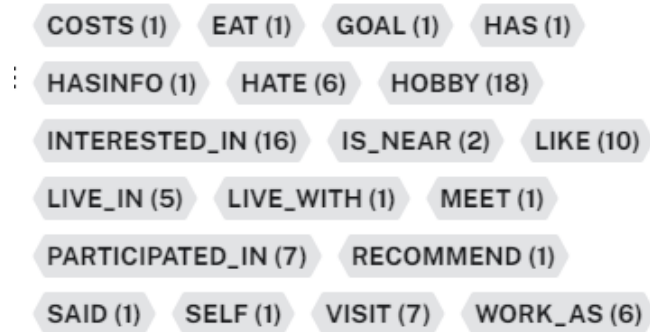 COSTS (1) EAT (1) GOAL (1) HAS (1)
HASINFO (1) HATE (6) HOBBY (18)
INTERESTED_IN (16) IS_NEAR (2) LIKE (10)
LIVE_IN (5) LIVE_WITH (1) MEET (1)
PARTICIPATED_IN (7) RECOMMEND (1)
SAID (1) SELF (1) VISIT (7) WORK_AS (6)